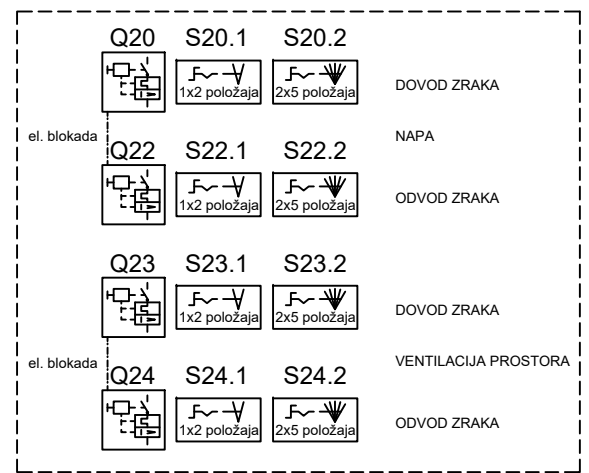 Q20 S20.1 S20.2
1x2 položaja 2x5 položaja DOVOD ZRAKA
el. blokada NAPA
Q22 S22.1 S22.2
1x2 položaja 2x5 položaja ODVOD ZRAKA
Q23 S23.1 S23.2
1x2 položaja 2x5 položaja DOVOD ZRAKA
el. blokada VENTILACIJA PROSTORA
Q24 S24.1 S24.2
1x2 položaja 2x5 položaja ODVOD ZRAKA